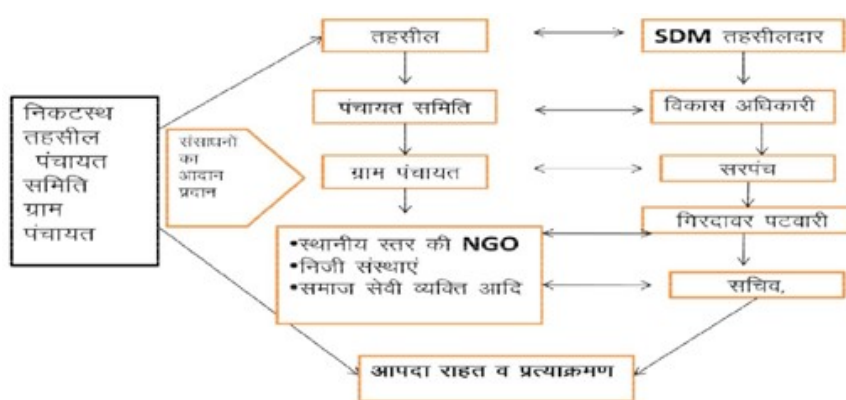 तहसील
SDM तहसीलदार
निकटस्थ
तहसील
पंचायत
समिति
ग्राम
पंचायत
संसाधनो
का
आदान
प्रदान
पंचायत समिति
विकास अधिकारी
ग्राम पंचायत
सरपंच
गिरदावर पटवारी
•स्थानीय स्तर की NGO
•निजी संस्थाएं
•समाज सेवी व्यक्ति आदि
सचिव,
आपदा राहत व प्रत्याक्रमण